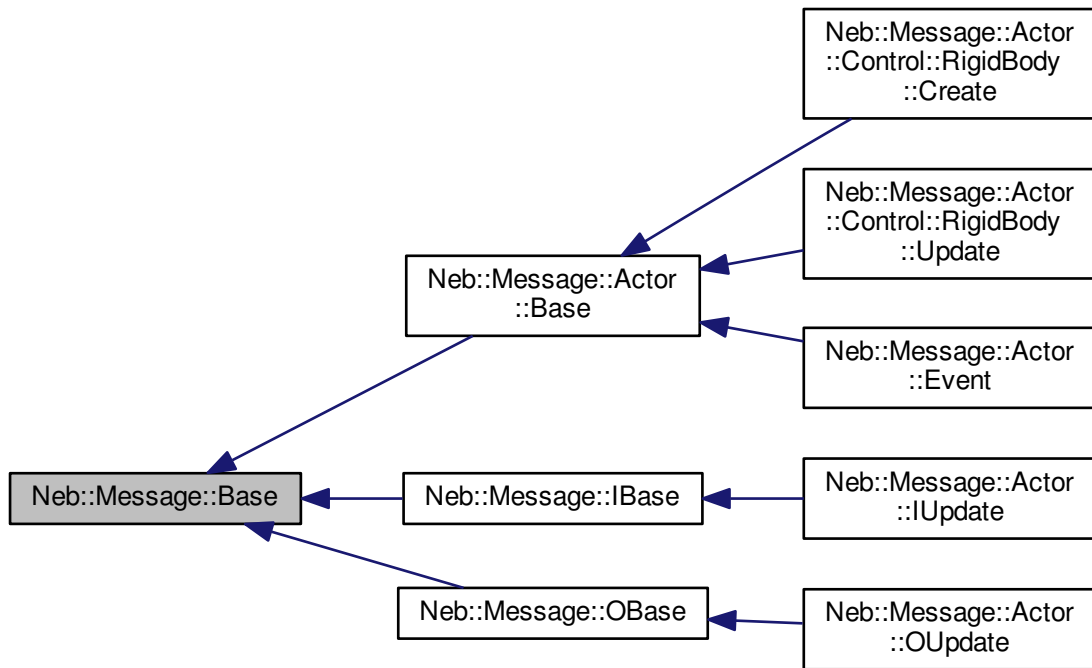 Neb::Message::Actor
::Control::RigidBody
::Create
Neb::Message::Actor
::Control::RigidBody
::Update
Neb::Message::Actor
::Base
Neb::Message::Actor
::Event
Neb::Message::Base
Neb::Message::IBase
Neb::Message::Actor
::IUpdate
Neb::Message::OBase
Neb::Message::Actor
::OUpdate